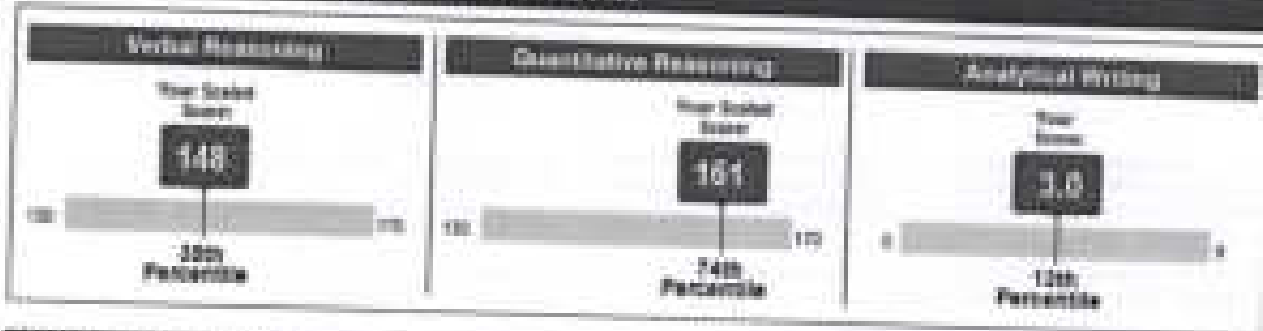 Verbal Reasoning
Your Scaled
Score:
148
130
170
Percentile
Quantitative Reasoning
Your Scaled
Score:
161
130
170
74th
Percentile
Analytical Writing
Your
Score:
3.0
0
6
Percentile